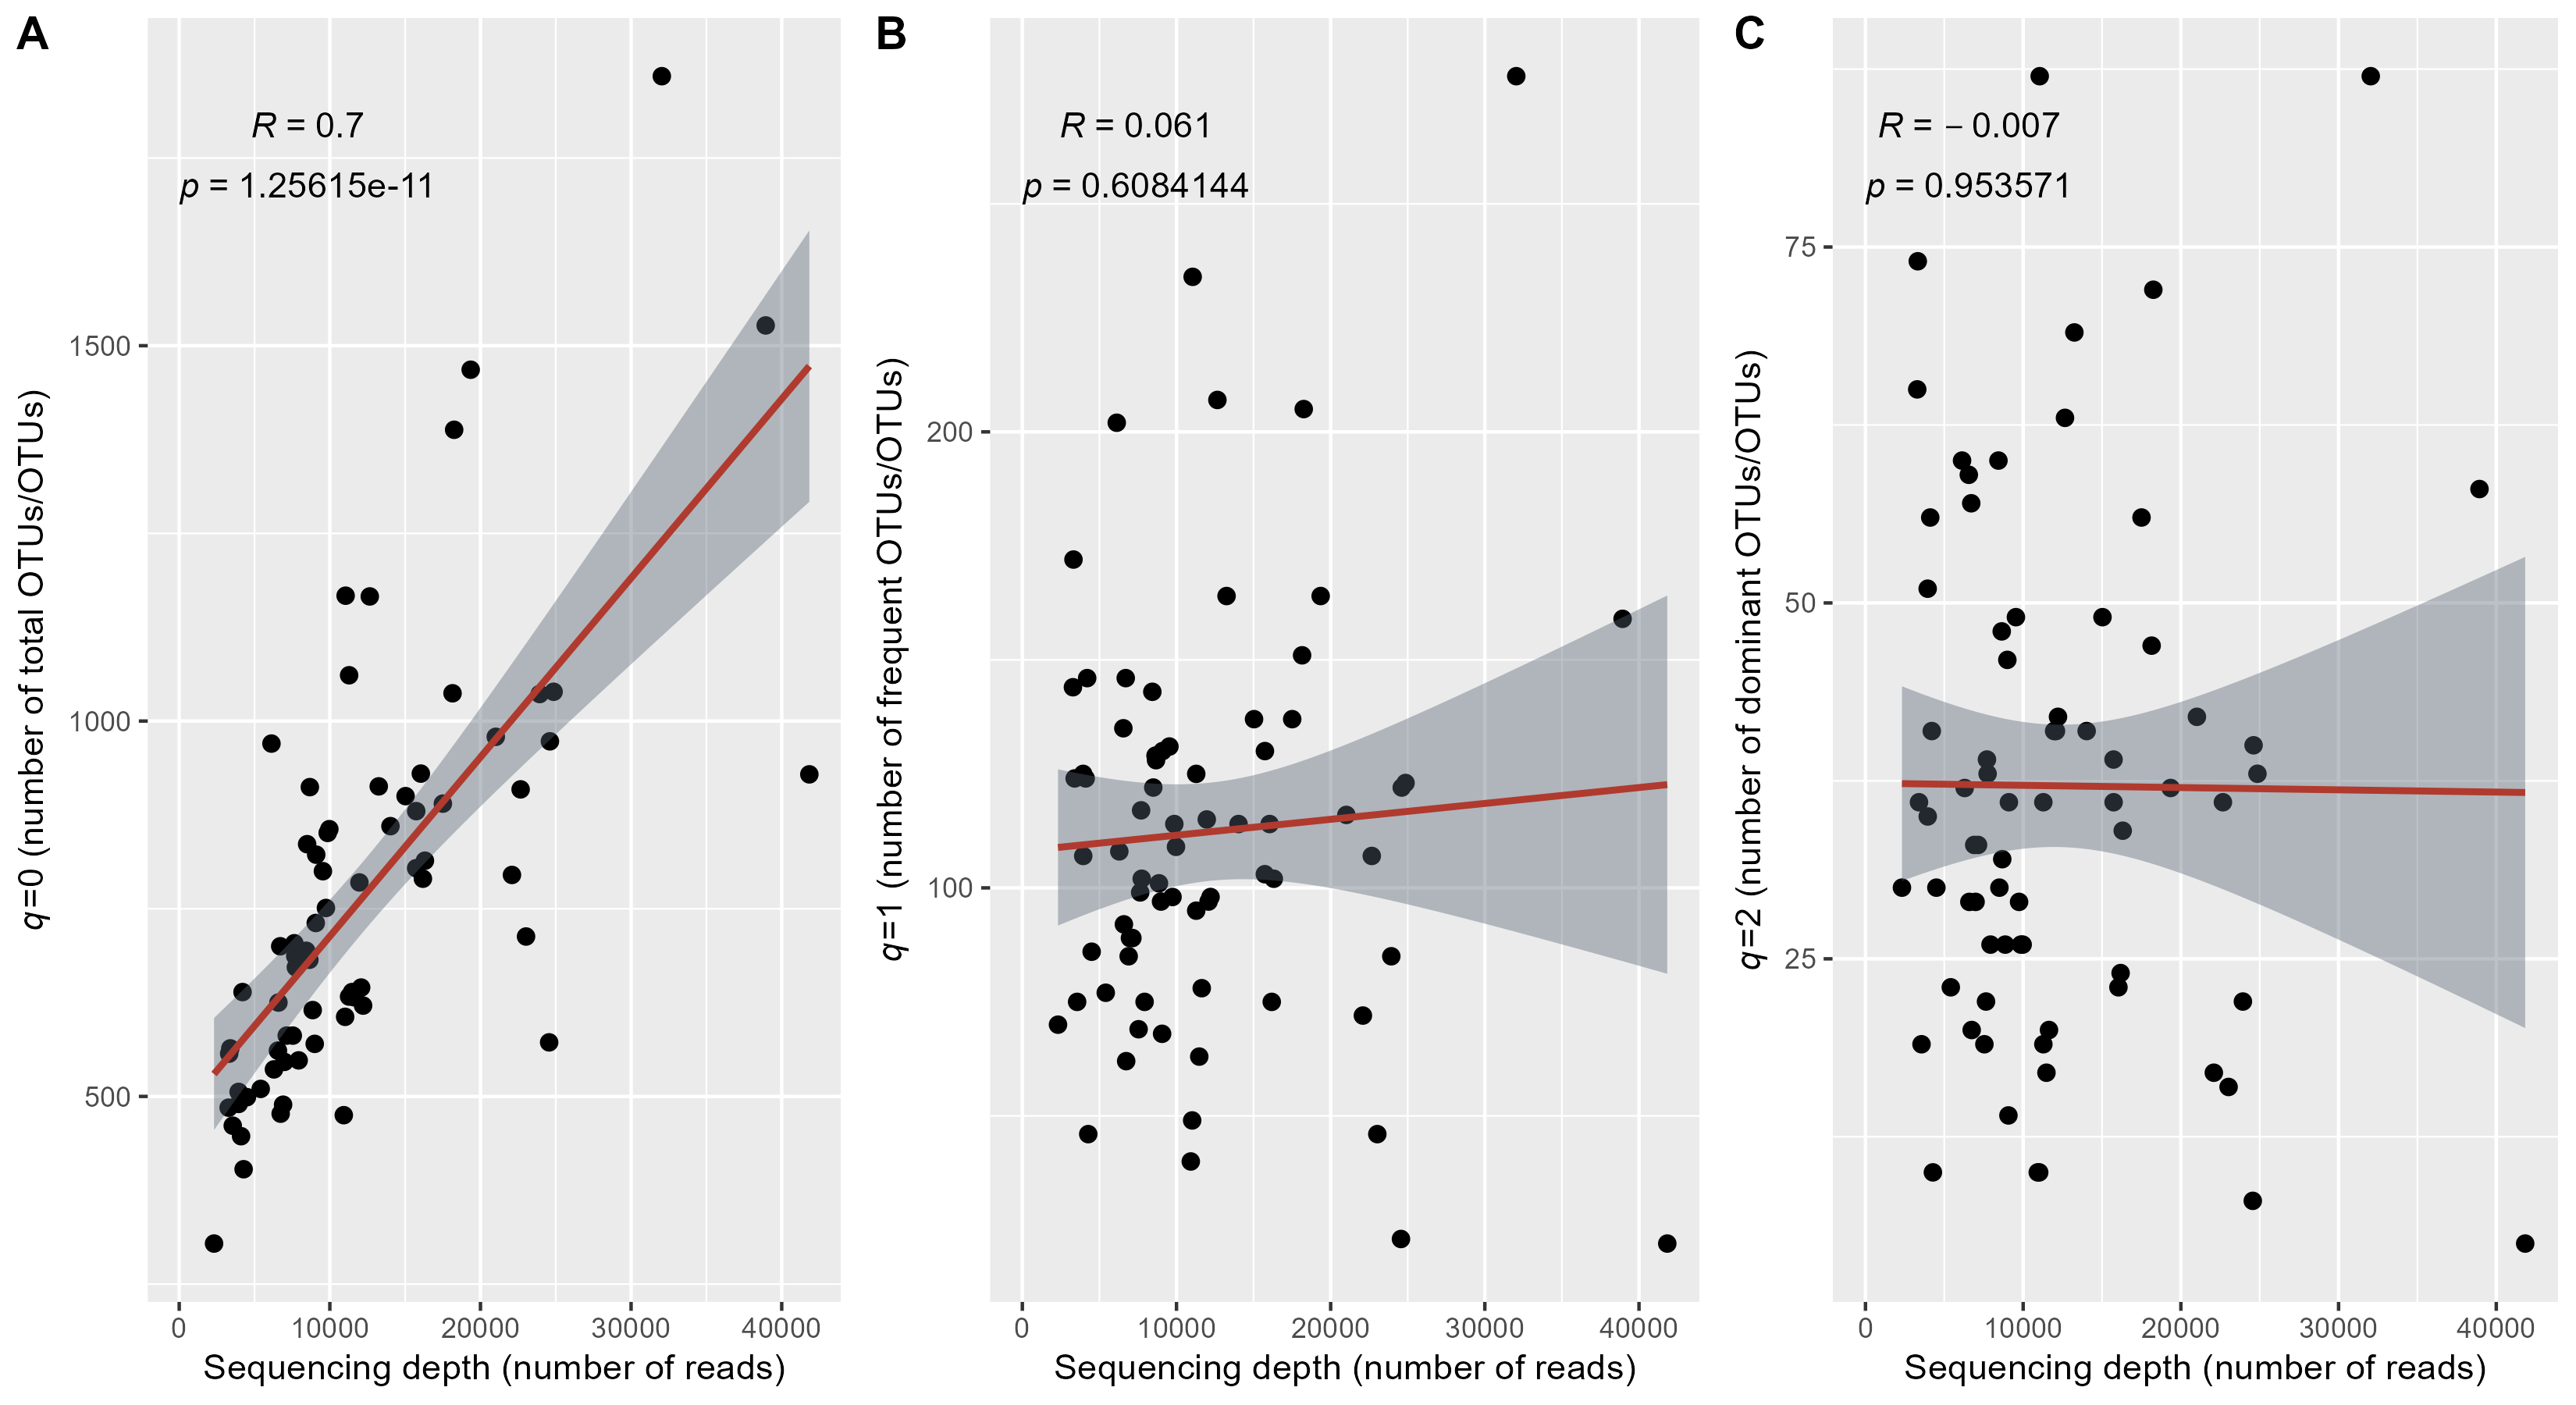 A
R = 0.7
p = 1.25615e-11
1500
1000
500
q=0 (number of total OTUs/OTUs)
0 10000 20000 30000 40000
Sequencing depth (number of reads)
B
R = 0.061
p = 0.6084144
200
100
q=1 (number of frequent OTUs/OTUs)
0 10000 20000 30000 40000
Sequencing depth (number of reads)
C
R = – 0.007
p = 0.953571
75
50
25
q=2 (number of dominant OTUs/OTUs)
0 10000 20000 30000 40000
Sequencing depth (number of reads)